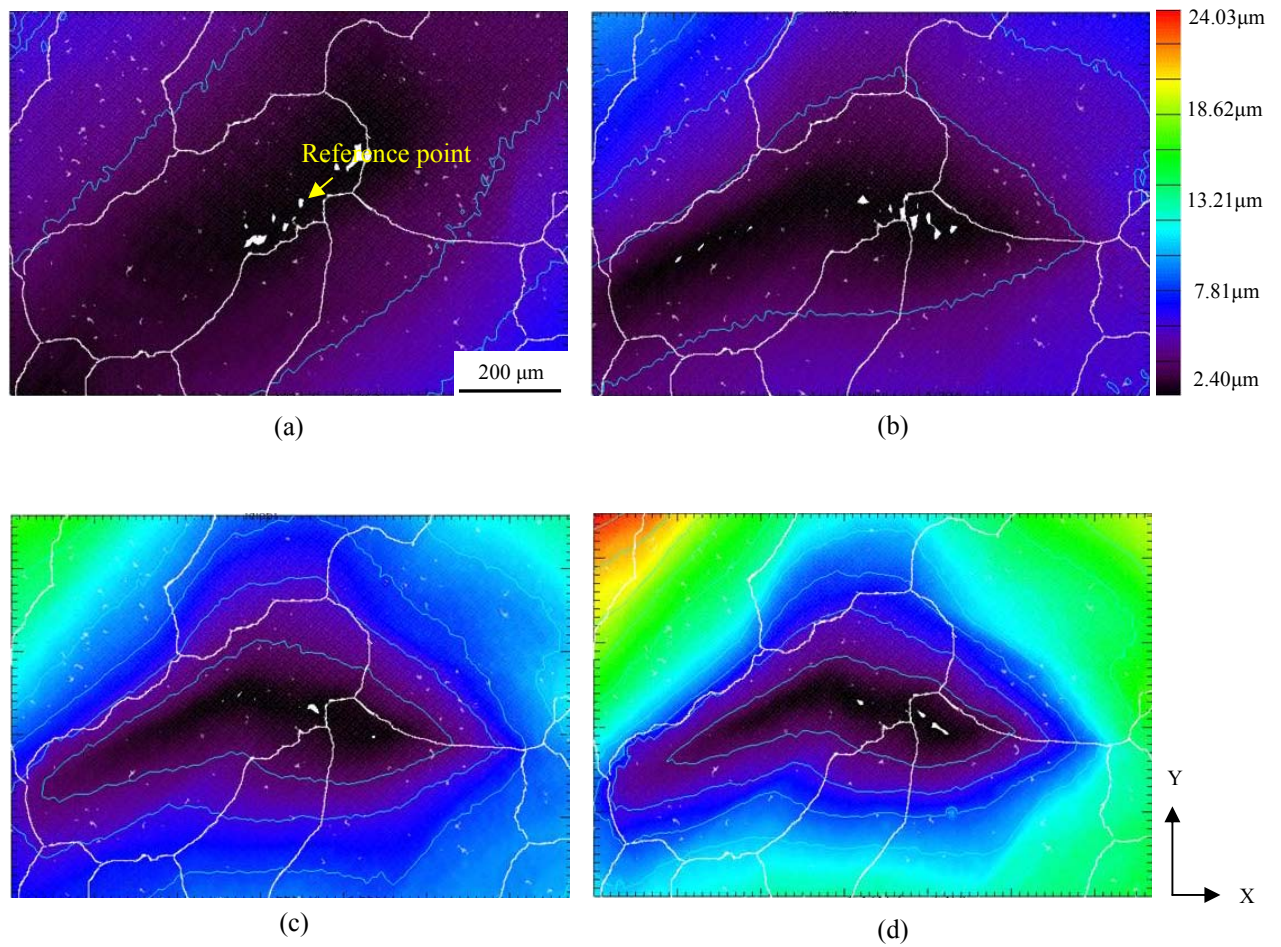 24.03μm
18.62μm
Reference point
13.21μm
7.81μm
200 μm
2.40μm
(a)
(b)
Y
X
(c)
(d)